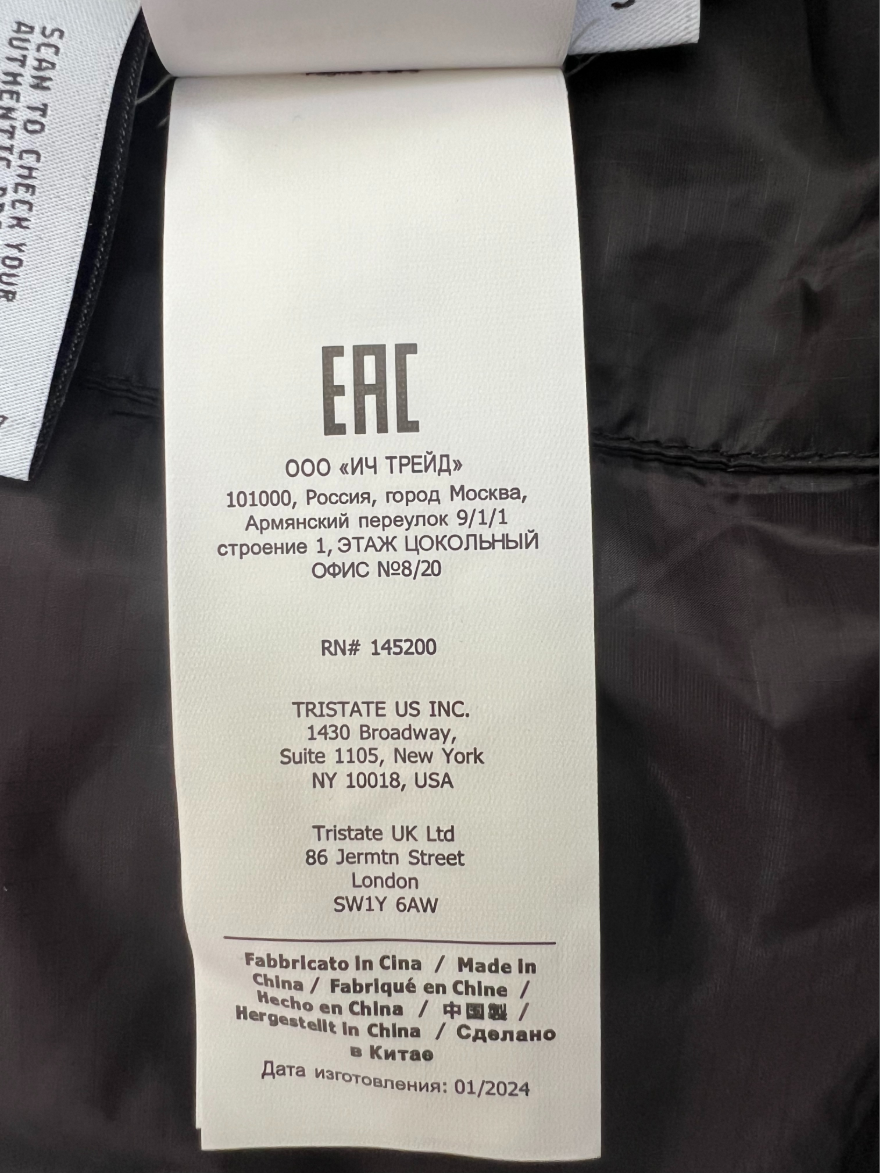 SCAN TO CHECK YOUR
AUTHENTIC
EAC
ООО «ИЧ ТРЕЙД»
101000, Россия, город Москва,
Армянский переулок 9/1/1
строение 1, ЭТАЖ ЦОКОЛЬНЫЙ
ОФИС №8/20
RN# 145200
TRISTATE US INC.
1430 Broadway,
Suite 1105, New York
NY 10018, USA
Tristate UK Ltd
86 Jermtn Street
London
SW1Y 6AW
Fabbricato in Cina / Made in
China / Fabriqué en Chine /
Hecho en China / 中国製 /
Hergestellt in China / Сделано
в Китае
Дата изготовления: 01/2024